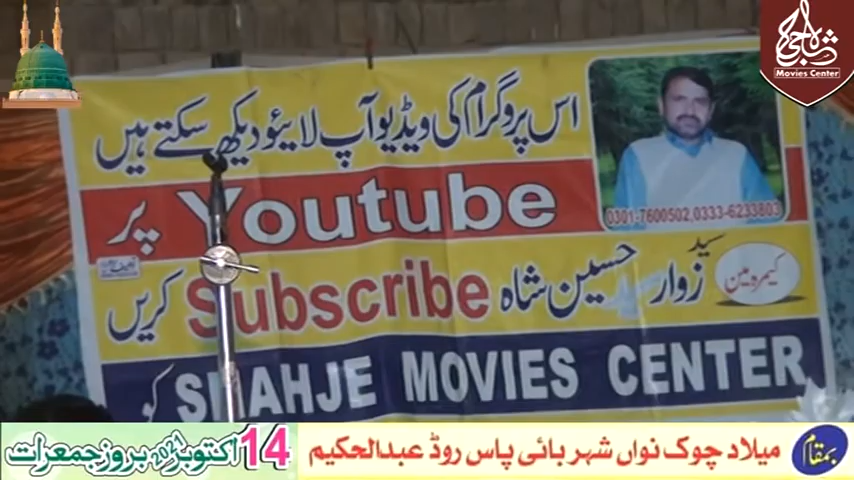 شاہ جی
Movies Center
اس پروگرام کی ویڈیو آپ لائیو دیکھ سکتے ہیں
0301-7600502,0333-6233803
Youtube پر
کیمرہ مین سید زوار حسین شاہ
Subscribe کریں
SHAHJE MOVIES CENTER کو
بمقام میلاد چوک نواں شہر بائی پاس روڈ عبدالحکیم
14 اکتوبر 2021 بروز جمعرات